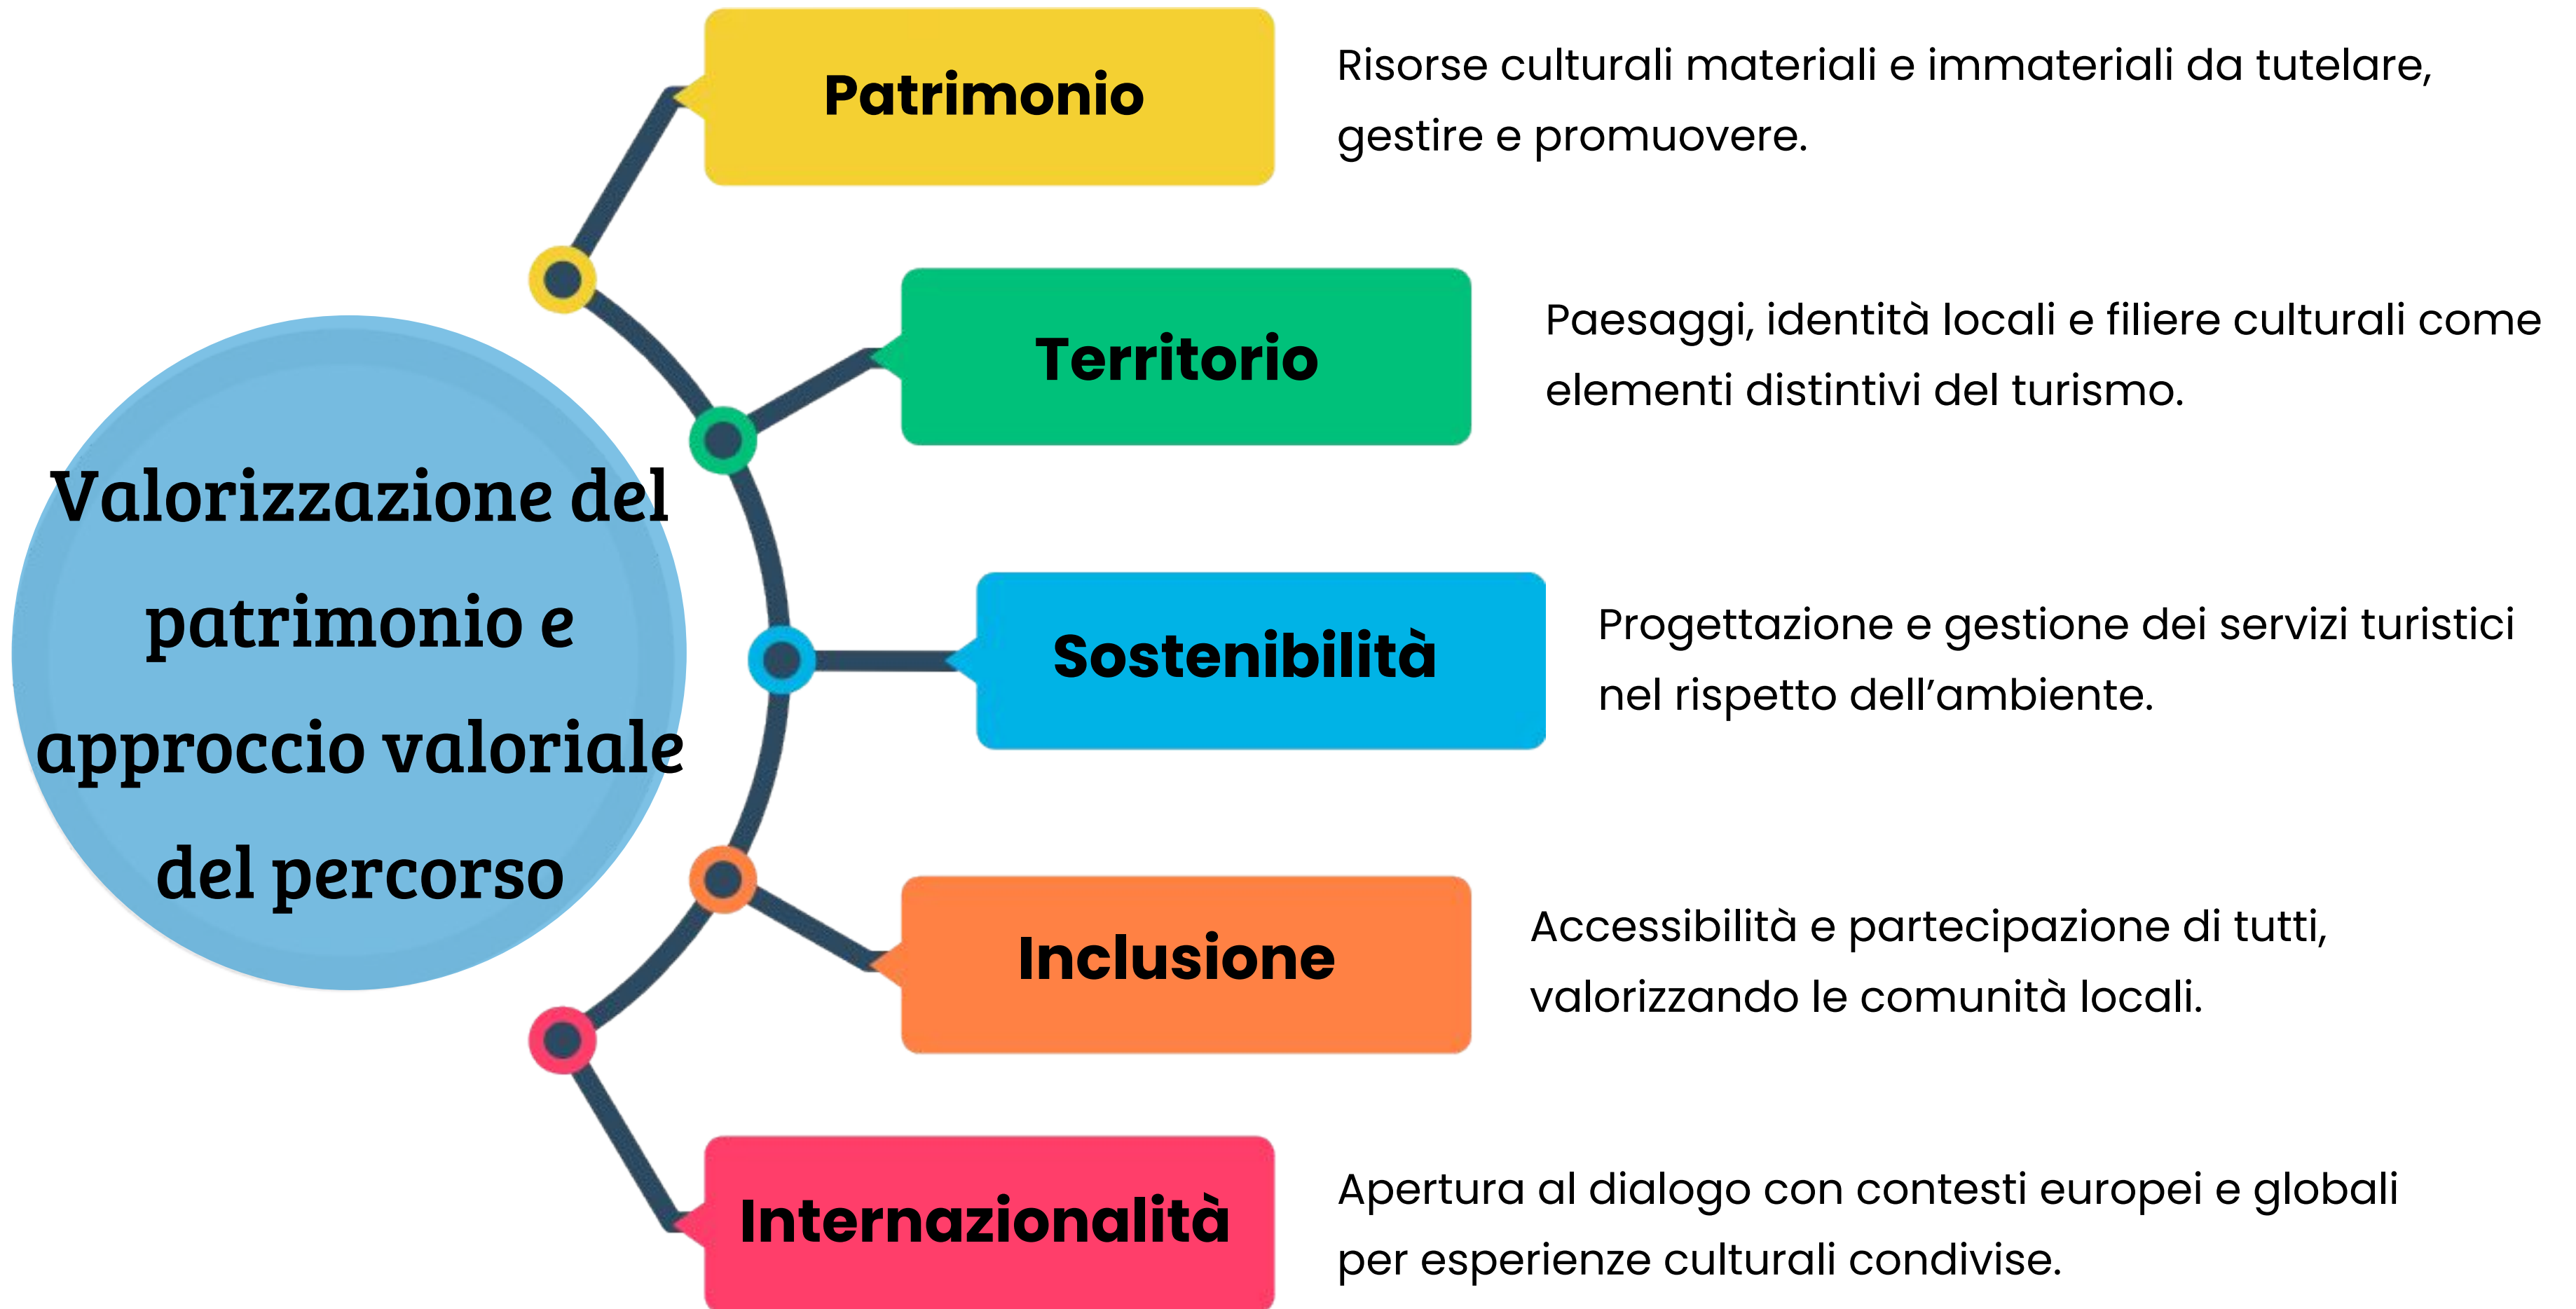 Valorizzazione del
patrimonio e
approccio valoriale
del percorso
Patrimonio
Risorse culturali materiali e immateriali da tutelare,
gestire e promuovere.
Territorio
Paesaggi, identità locali e filiere culturali come
elementi distintivi del turismo.
Sostenibilità
Progettazione e gestione dei servizi turistici
nel rispetto dell’ambiente.
Inclusione
Accessibilità e partecipazione di tutti,
valorizzando le comunità locali.
Internazionalità
Apertura al dialogo con contesti europei e globali
per esperienze culturali condivise.